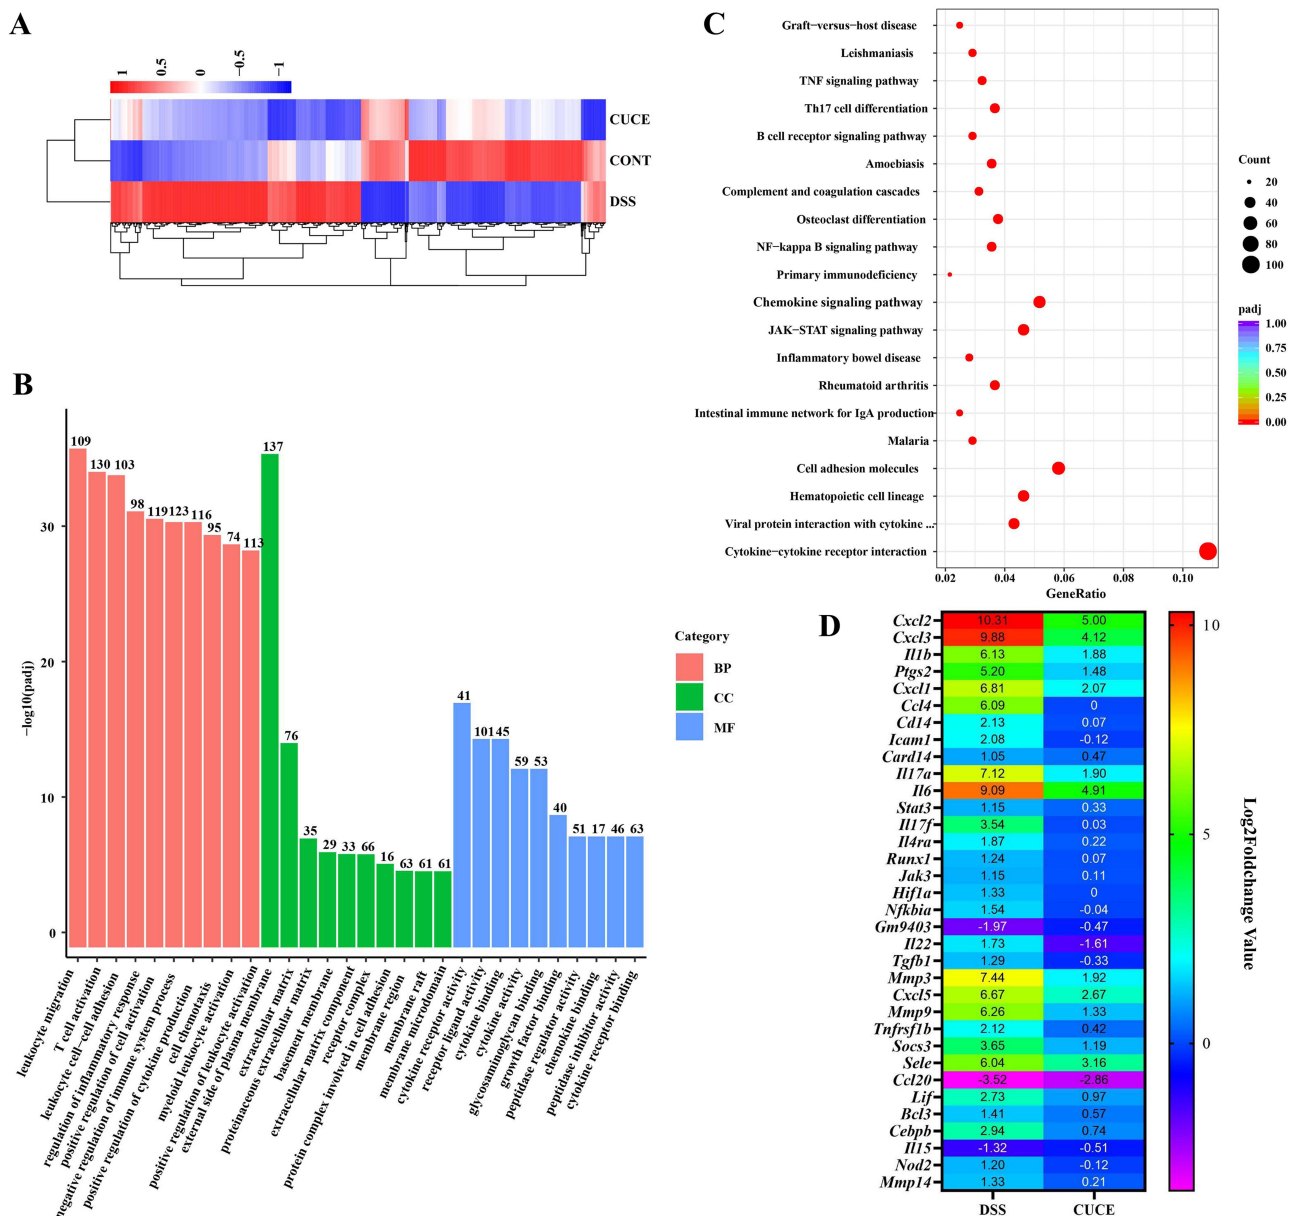 A
1
0.5
0
−0.5
−1
CUCE
CONT
DSS
B
−log10(padj)
30
20
10
0
109
130
103
98
119
123
116
95
74
113
137
76
35
29
33
66
16
63
61
61
41
101
45
59
53
40
51
17
46
63
leukocyte migration
T cell activation
leukocyte cell−cell adhesion
regulation of inflammatory response
positive regulation of cell activation
negative regulation of immune system process
positive regulation of cytokine production
cell chemotaxis
myeloid leukocyte activation
positive regulation of leukocyte activation
external side of plasma membrane
extracellular matrix
proteinaceous extracellular matrix
basement membrane
extracellular matrix component
receptor complex
protein complex involved in cell adhesion
membrane region
membrane raft
membrane microdomain
cytokine receptor activity
receptor ligand activity
cytokine binding
cytokine activity
glycosaminoglycan binding
growth factor binding
peptidase regulator activity
chemokine binding
peptidase inhibitor activity
cytokine receptor binding
Category
BP
CC
MF
C
Graft−versus−host disease
Leishmaniasis
TNF signaling pathway
Th17 cell differentiation
B cell receptor signaling pathway
Amoebiasis
Complement and coagulation cascades
Osteoclast differentiation
NF−kappa B signaling pathway
Primary immunodeficiency
Chemokine signaling pathway
JAK−STAT signaling pathway
Inflammatory bowel disease
Rheumatoid arthritis
Intestinal immune network for IgA production
Malaria
Cell adhesion molecules
Hematopoietic cell lineage
Viral protein interaction with cytokine ...
Cytokine−cytokine receptor interaction
0.02
0.04
0.06
0.08
0.10
GeneRatio
Count
20
40
60
80
100
padj
1.00
0.75
0.50
0.25
0.00
D
Cxcl2 10.31 5.00
Cxcl3 9.88 4.12
Il1b 6.13 1.88
Ptgs2 5.20 1.48
Cxcl1 6.81 2.07
Ccl4 6.09 0
Cd14 2.13 0.07
Icam1 2.08 -0.12
Card14 1.05 0.47
Il17a 7.12 1.90
Il6 9.09 4.91
Stat3 1.15 0.33
Il17f 3.54 0.03
Il4ra 1.87 0.22
Runx1 1.24 0.07
Jak3 1.15 0.11
Hif1a 1.33 0
Nfkbia 1.54 -0.04
Gm9403 -1.97 -0.47
Il22 1.73 -1.61
Tgfb1 1.29 -0.33
Mmp3 7.44 1.92
Cxcl5 6.67 2.67
Mmp9 6.26 1.33
Tnfrsf1b 2.12 0.42
Socs3 3.65 1.19
Sele 6.04 3.16
Ccl20 -3.52 -2.86
Lif 2.73 0.97
Bcl3 1.41 0.57
Cebpb 2.94 0.74
Il15 -1.32 -0.51
Nod2 1.20 -0.12
Mmp14 1.33 0.21
DSS CUCE
10
5
0
Log2Foldchange Value